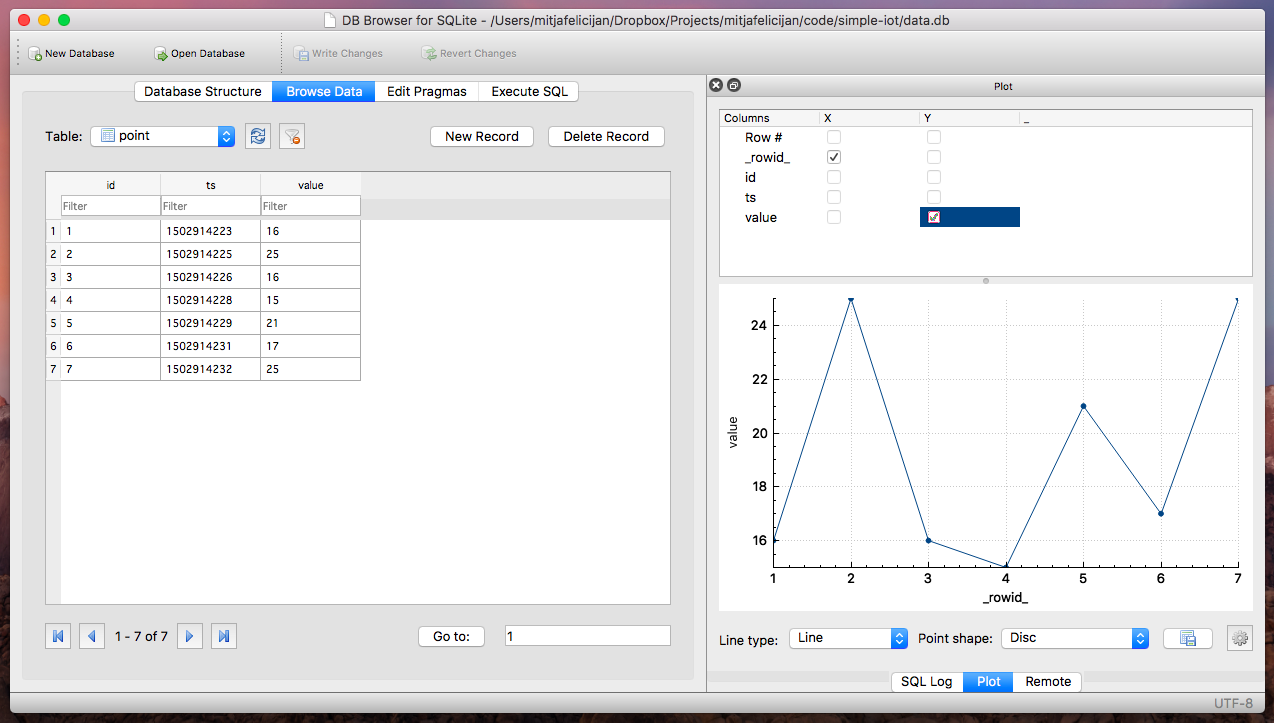 DB Browser for SQLite - /Users/mitjafelicijan/Dropbox/Projects/mitjafelicijan/code/simple-iot/data.db
New Database Open Database Write Changes Revert Changes
Database Structure Browse Data Edit Pragmas Execute SQL
Table: point New Record Delete Record
id ts value
Filter Filter Filter
1 1 1502914223 16
2 2 1502914225 25
3 3 1502914226 16
4 4 1502914228 15
5 5 1502914229 21
6 6 1502914231 17
7 7 1502914232 25
1 - 7 of 7 Go to: 1
Plot
Columns X Y _
Row #
_rowid_
id
ts
value
24
22
20
18
16
value
1 2 3 4 5 6 7
_rowid_
Line type: Line Point shape: Disc
SQL Log Plot Remote
UTF-8